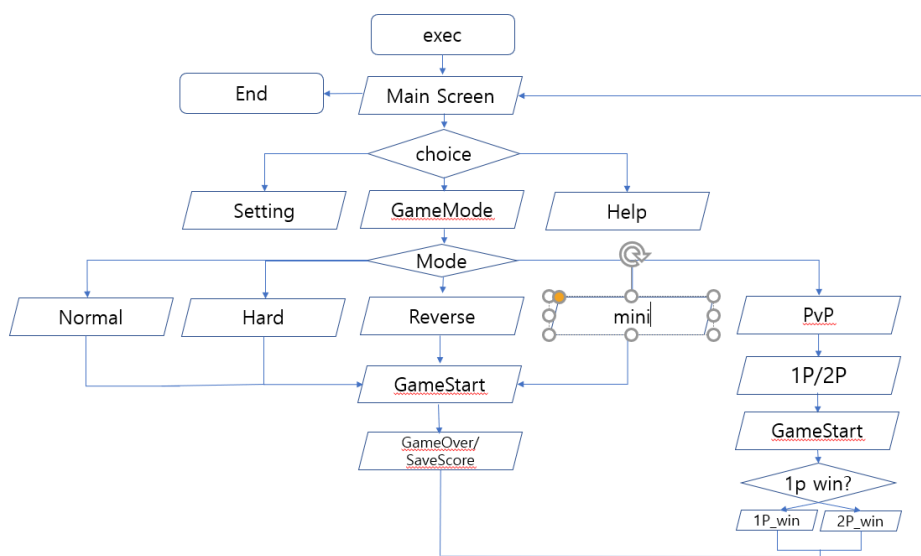 exec
End
Main Screen
choice
Setting
GameMode
Help
Mode
Normal
Hard
Reverse
mini
PvP
GameStart
1P/2P
GameOver/
SaveScore
GameStart
1p win?
1P_win
2P_win